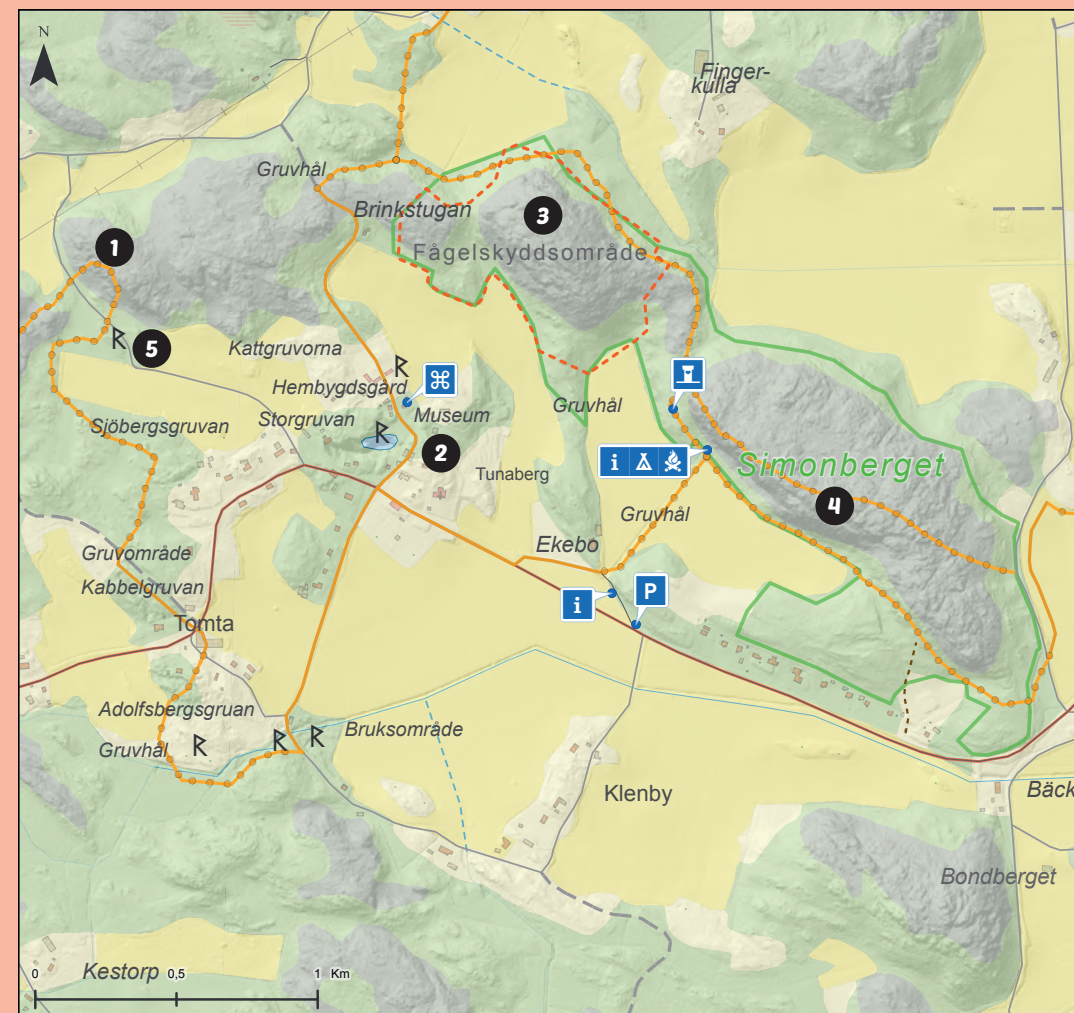 N
Finger-
kulla
Gruvhål
Brinkstugan
3
1
Fågelskyddsområde
5
Kattgruvorna
Hembygdsgård
Museum
Storgruvan
Gruvhål
Sjöbergsgruvan
2
Tunaberg
i
Simonberget
4
Gruvhål
Ekebo
Gruvområde
Kabbelgruvan
i
P
Tomta
Adolfsbergsgruan
Gruvhål
Bruksområde
Klenby
Bäck
Bondberget
Kestorp
0 0,5 1 Km